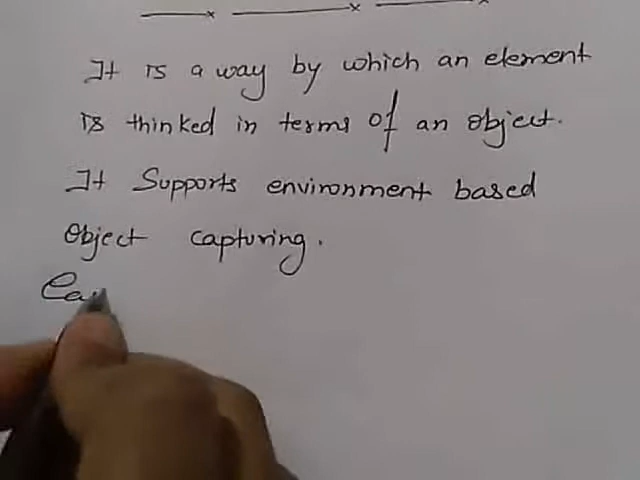 It is a way by which an element
is thinked in terms of an object.
It Supports environment based
Object capturing.